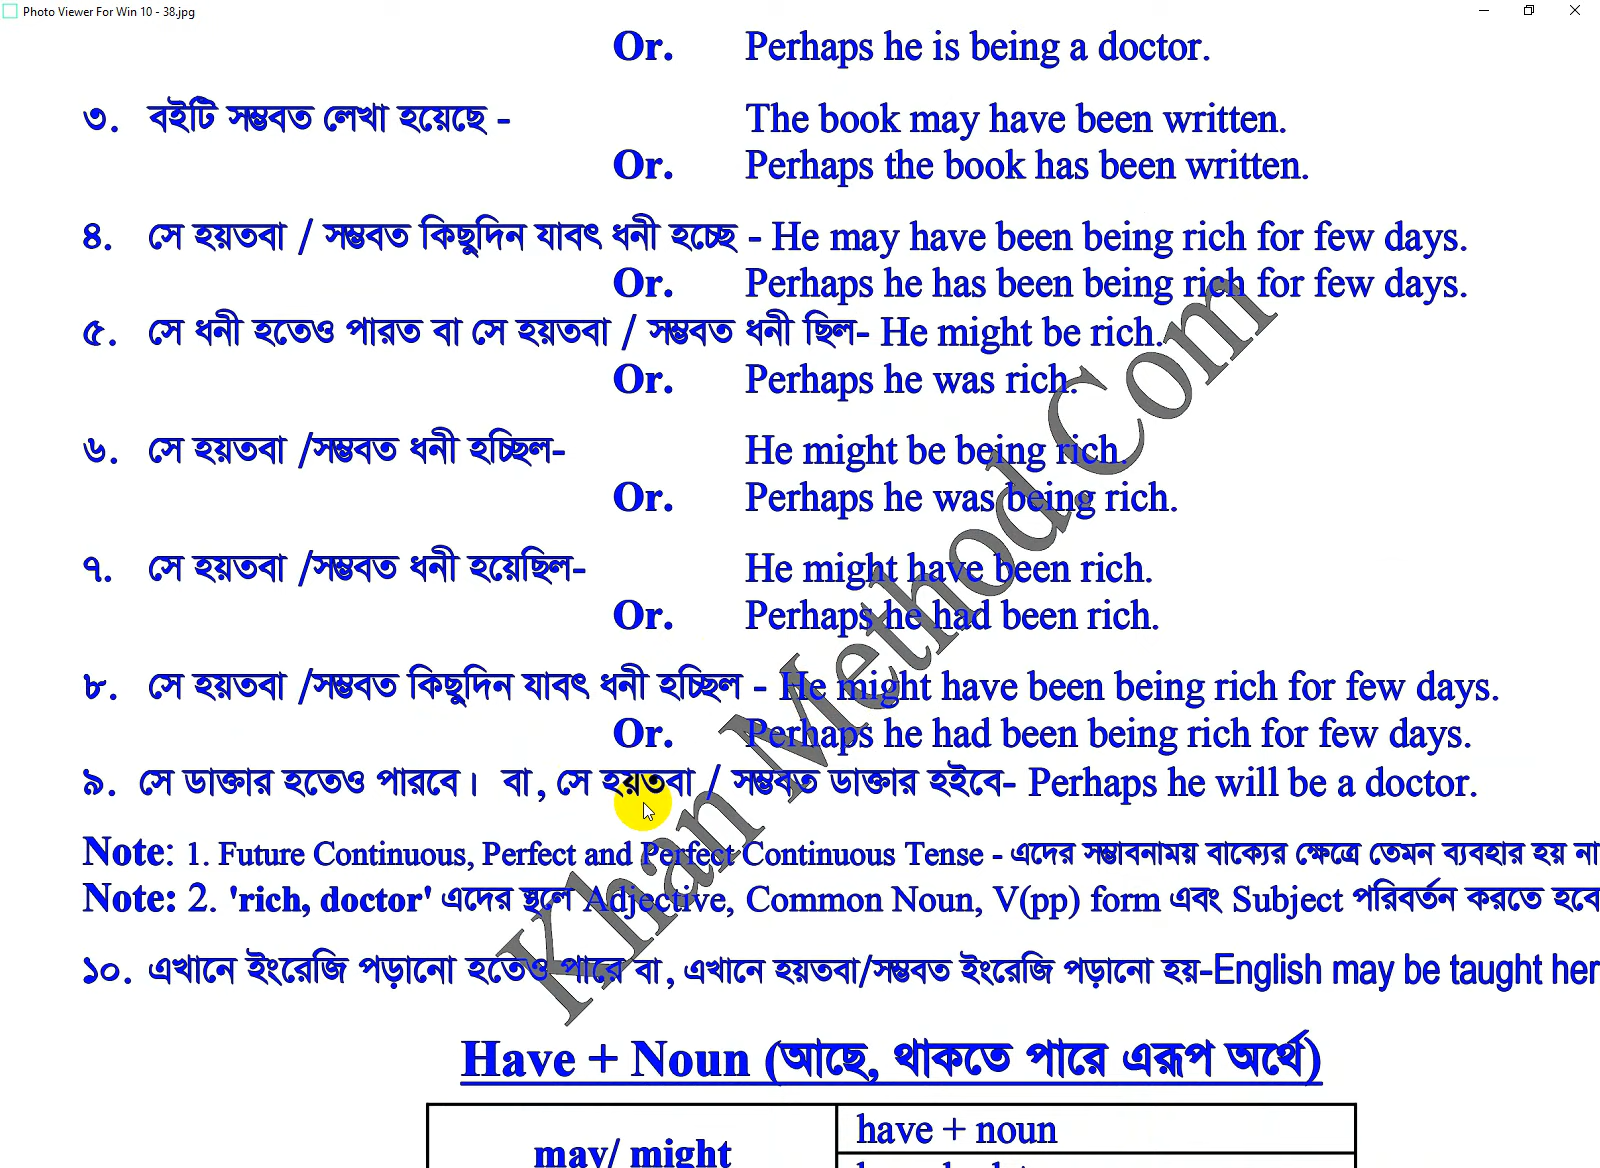 Photo Viewer For Win 10 - 38.jpg
Or. Perhaps he is being a doctor.
৩. বইটি সম্ভবত লেখা হয়েছে - The book may have been written.
Or. Perhaps the book has been written.
৪. সে হয়তবা / সম্ভবত কিছুদিন যাবৎ ধনী হচ্ছে - He may have been being rich for few days.
Or. Perhaps he has been being rich for few days.
৫. সে ধনী হতেও পারত বা সে হয়তবা / সম্ভবত ধনী ছিল- He might be rich.
Or. Perhaps he was rich.
৬. সে হয়তবা /সম্ভবত ধনী হচ্ছিল- He might be being rich.
Or. Perhaps he was being rich.
৭. সে হয়তবা /সম্ভবত ধনী হয়েছিল- He might have been rich.
Or. Perhaps he had been rich.
৮. সে হয়তবা /সম্ভবত কিছুদিন যাবৎ ধনী হচ্ছিল - He might have been being rich for few days.
Or. Perhaps he had been being rich for few days.
৯. সে ডাক্তার হতেও পারবে। বা, সে হয়তবা / সম্ভবত ডাক্তার হইবে- Perhaps he will be a doctor.
Note: 1. Future Continuous, Perfect and Perfect Continuous Tense - এদের সম্ভাবনাময় বাক্যের ক্ষেত্রে তেমন ব্যবহার হয় না
Note: 2. 'rich, doctor' এদের স্থলে Adjective, Common Noun, V(pp) form এবং Subject পরিবর্তন করতে হবে
১০. এখানে ইংরেজি পড়ানো হতেও পারে বা, এখানে হয়তবা/সম্ভবত ইংরেজি পড়ানো হয়-English may be taught her
Have + Noun (আছে, থাকতে পারে এরূপ অর্থে)
have + noun
may/ might
Khan Method.Com